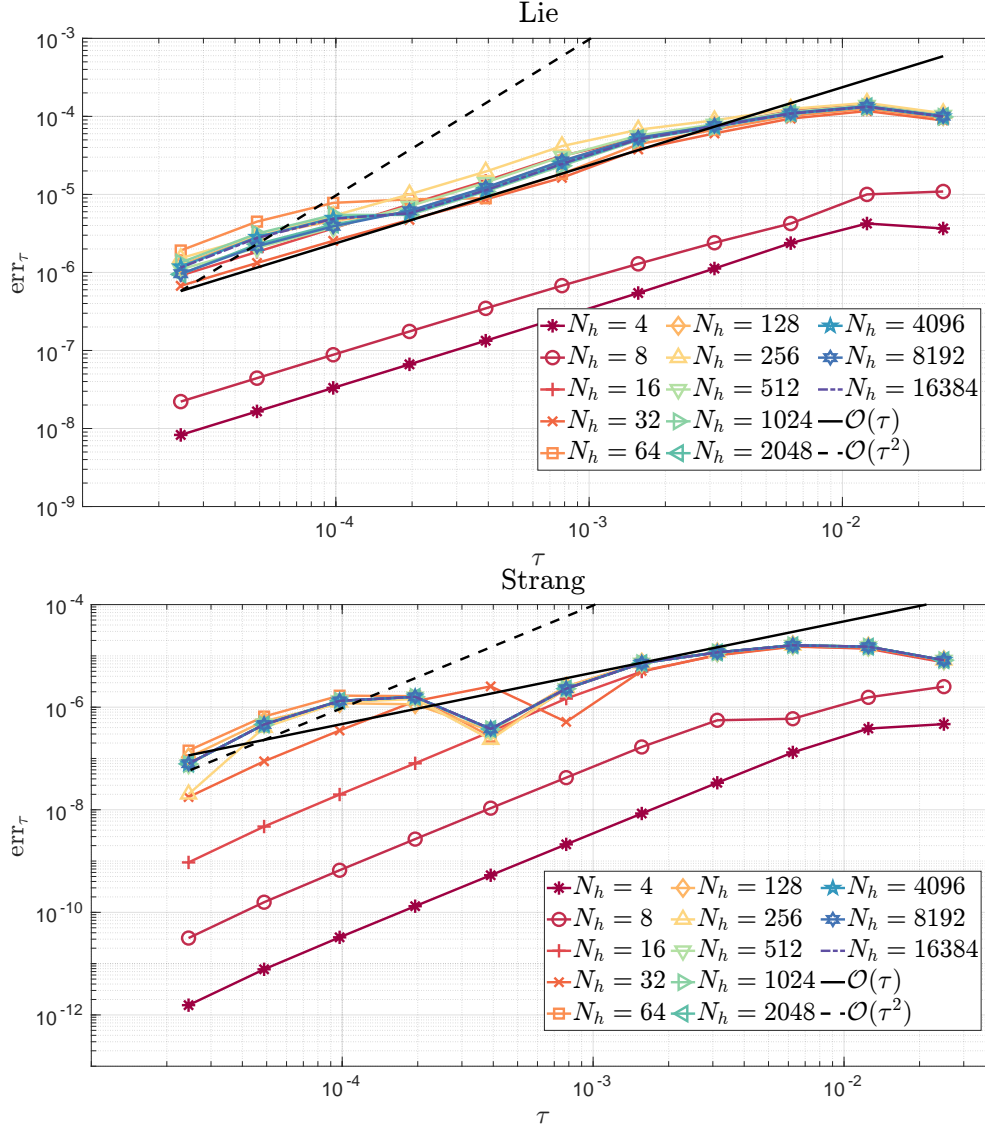 Lie
10^{-3}
10^{-4}
10^{-5}
10^{-6}
10^{-7}
10^{-8}
10^{-9}
err_τ
N_h = 4
N_h = 8
N_h = 16
N_h = 32
N_h = 64
N_h = 128
N_h = 256
N_h = 512
N_h = 1024
N_h = 2048
N_h = 4096
N_h = 8192
N_h = 16384
O(τ)
O(τ^2)
10^{-4}
10^{-3}
10^{-2}
τ
Strang
10^{-4}
10^{-6}
10^{-8}
10^{-10}
10^{-12}
err_τ
N_h = 4
N_h = 8
N_h = 16
N_h = 32
N_h = 64
N_h = 128
N_h = 256
N_h = 512
N_h = 1024
N_h = 2048
N_h = 4096
N_h = 8192
N_h = 16384
O(τ)
O(τ^2)
10^{-4}
10^{-3}
10^{-2}
τ